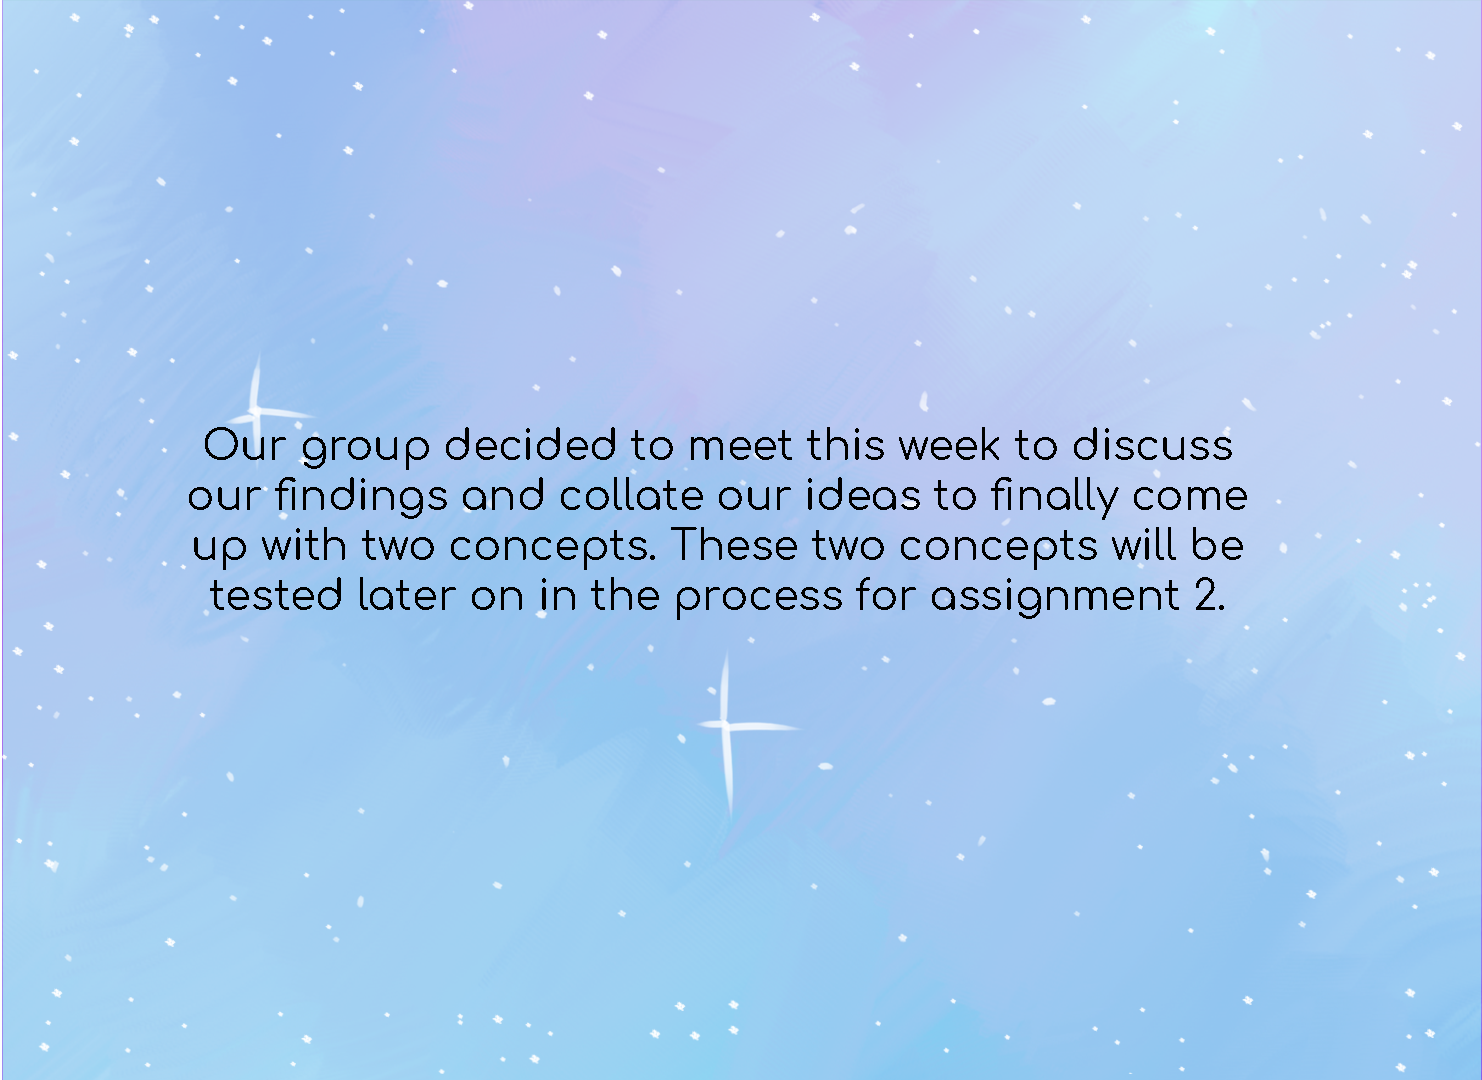 Our group decided to meet this week to discuss
our findings and collate our ideas to finally come
up with two concepts. These two concepts will be
tested later on in the process for assignment 2.